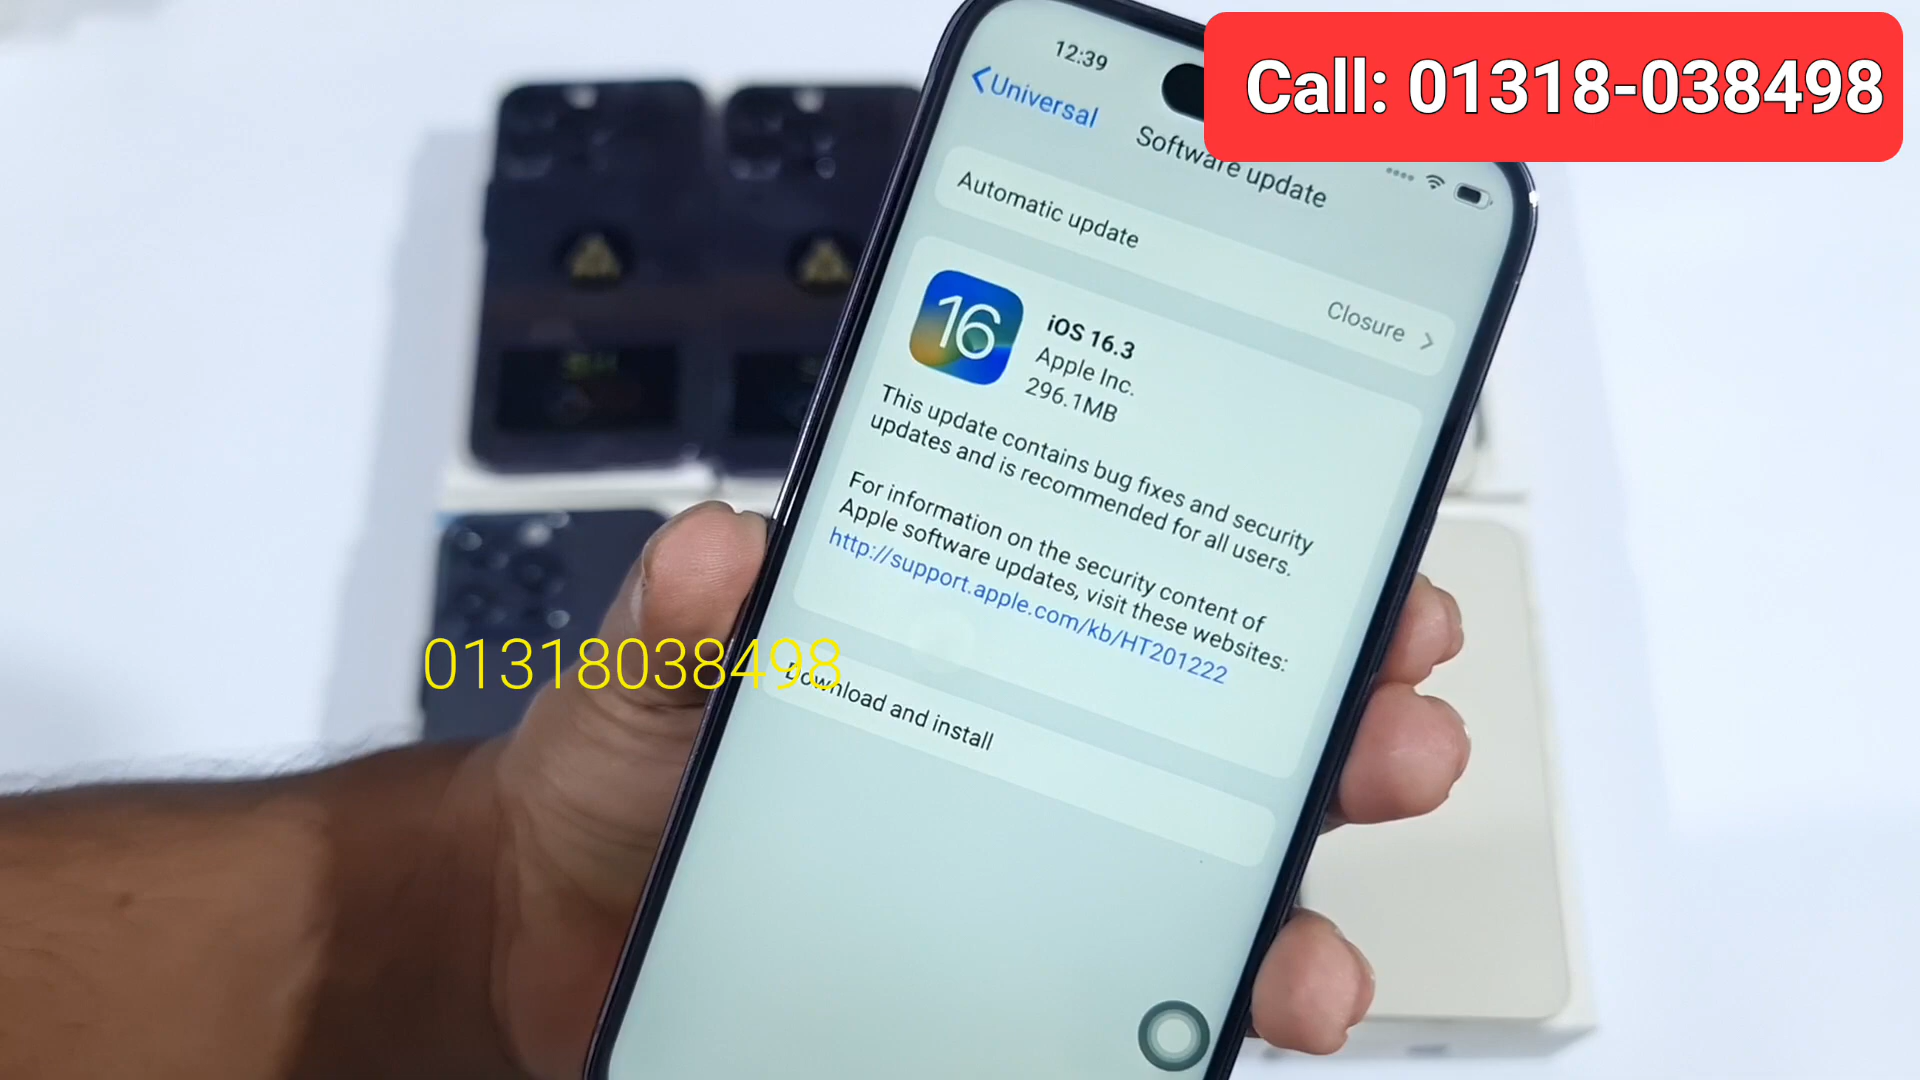 Call: 01318-038498
12:39
Universal
Software update
Automatic update
Closure
16
iOS 16.3
Apple Inc.
296.1MB
This update contains bug fixes and security
updates and is recommended for all users.
For information on the security content of
Apple software updates, visit these websites:
http://support.apple.com/kb/HT201222
01318038498
Download and install